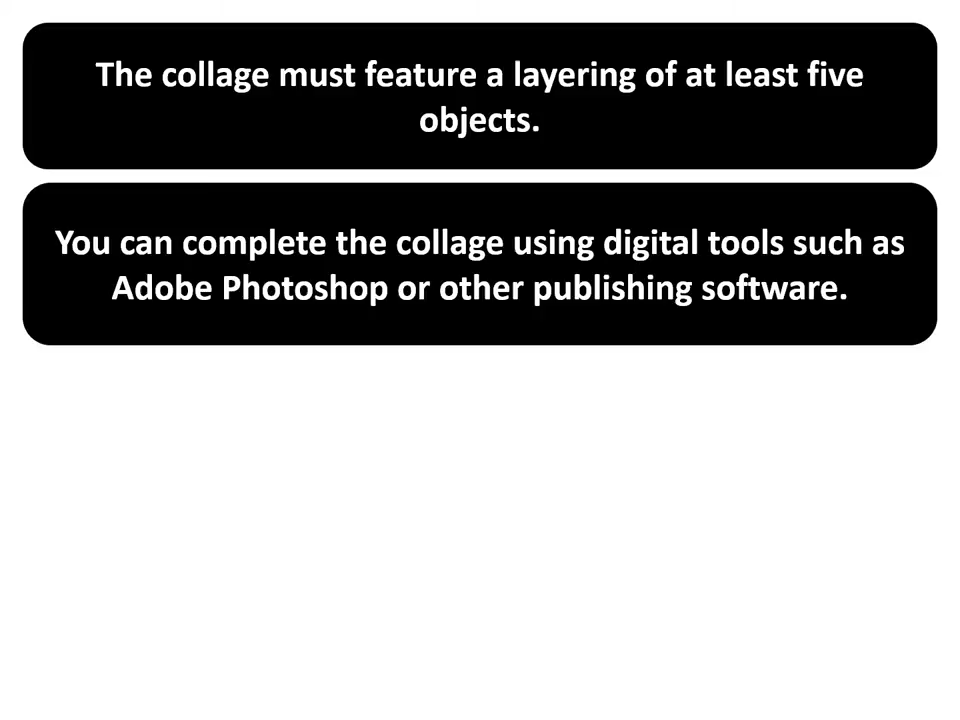 The collage must feature a layering of at least five
objects.
You can complete the collage using digital tools such as
Adobe Photoshop or other publishing software.